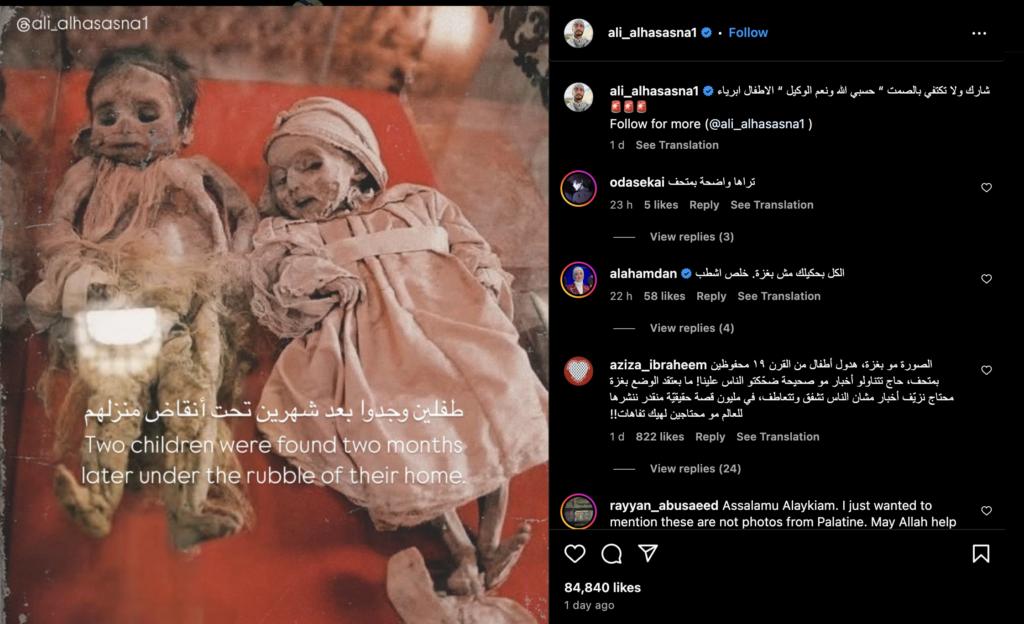 @ali_alhasasna1
طفلين وجدوا بعد شهرين تحت أنقاض منزلهم
Two children were found two months
later under the rubble of their home.
ali_alhasasna1 • Follow
ali_alhasasna1 شارك ولا تكتفي بالصمت “ حسبي الله ونعم الوكيل “ الاطفال ابرياء
Follow for more (@ali_alhasasna1 )
1 d See Translation
odasekai تراها واضحة بمتحف
23 h 5 likes Reply See Translation
View replies (3)
alahamdan الكل بحكيلك مش بغزة. خلص اشطب
22 h 58 likes Reply See Translation
View replies (4)
aziza_ibraheem الصورة مو بغزة، هدول أطفال من القرن ١٩ محفوظين
بمتحف، حاج تتناولو أخبار مو صحيحة ضحّكتو الناس علينا! ما بعتقد الوضع بغزة
محتاج نزيّف أخبار مشان الناس تشفق وتتعاطف، في مليون قصة حقيقيّة منقدر ننشرها
للعالم مو محتاجين لهيك تفاهات!!
1 d 822 likes Reply See Translation
View replies (24)
rayyan_abusaeed Assalamu Alaykiam. I just wanted to
mention these are not photos from Palatine. May Allah help
84,840 likes
1 day ago